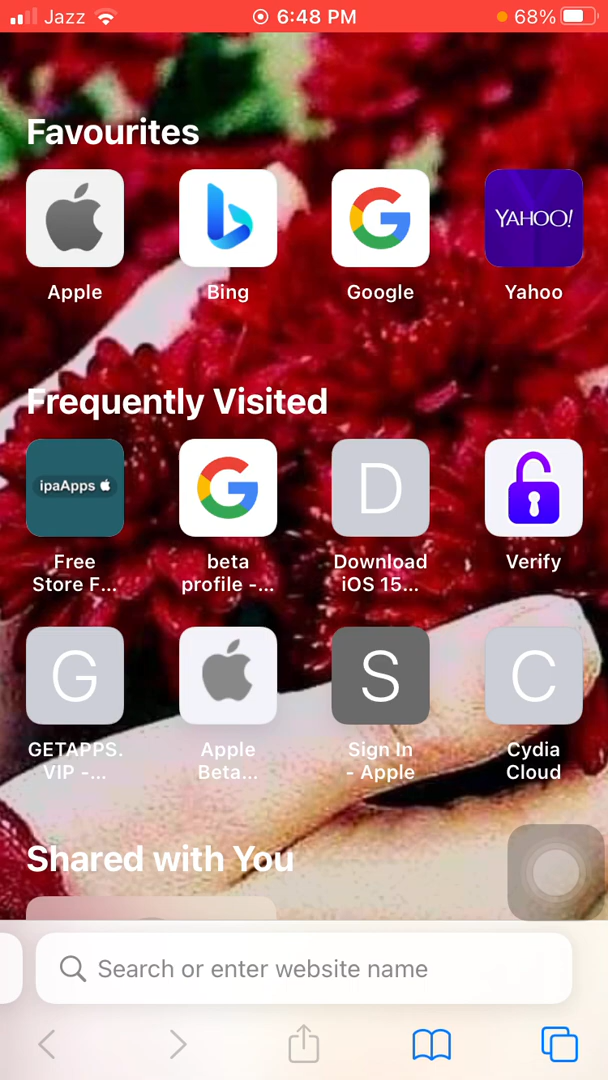 Jazz 6:48 PM 68%
Favourites
YAHOO!
Apple Bing Google Yahoo
Frequently Visited
ipaApps
D
Free Store F...
beta profile -...
Download iOS 15...
Verify
G
S
C
GETAPPS. VIP -...
Apple Beta...
Sign In - Apple
Cydia Cloud
Shared with You
Search or enter website name